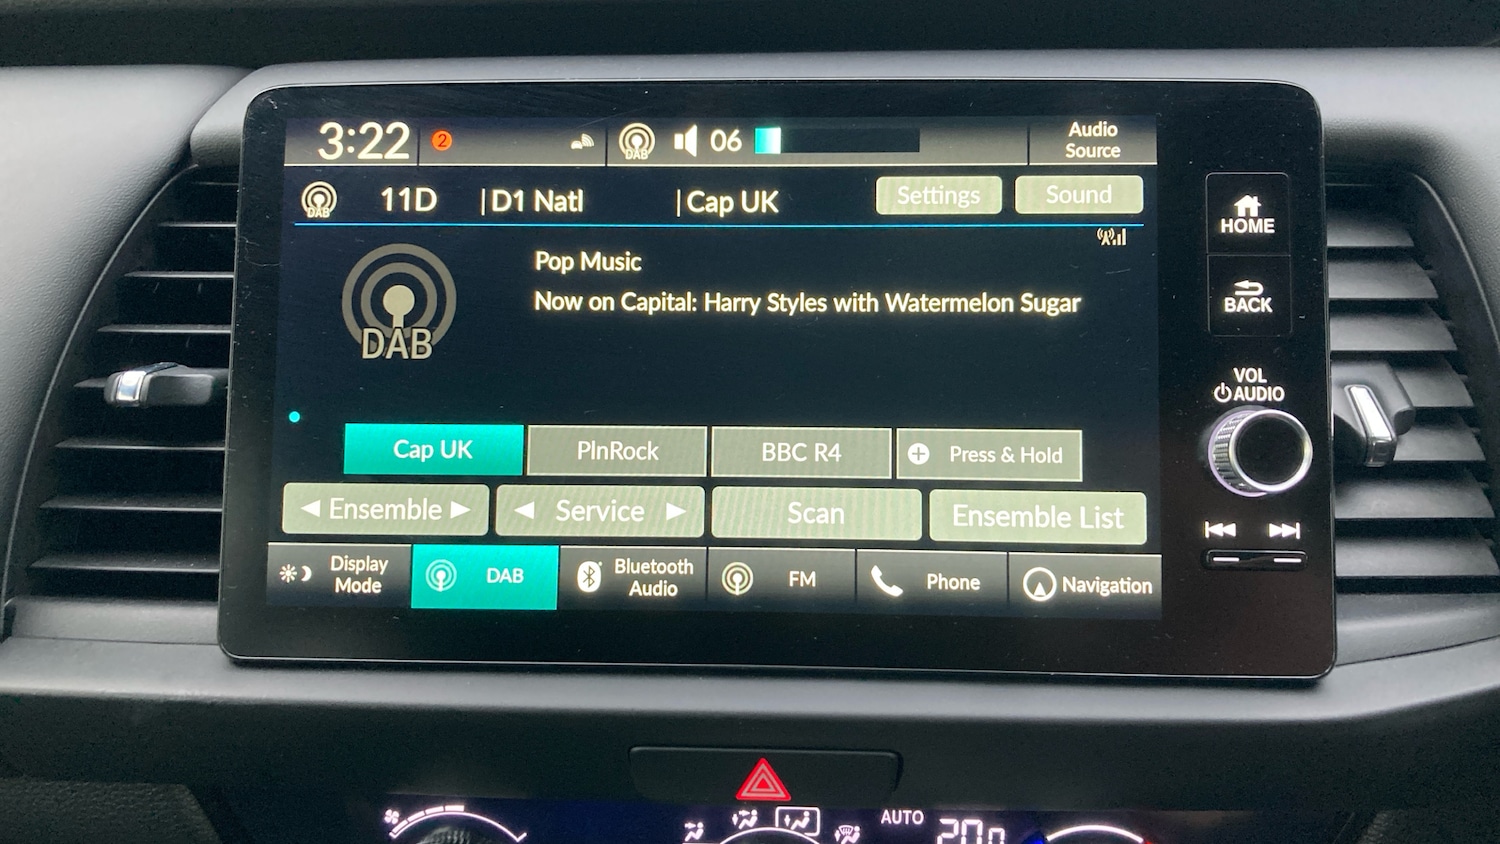 3:22 2 DAB 06 Audio Source
DAB 11D |D1 Natl |Cap UK Settings Sound
Pop Music
Now on Capital: Harry Styles with Watermelon Sugar
DAB
Cap UK PlnRock BBC R4 Press & Hold
Ensemble Service Scan Ensemble List
Display Mode DAB Bluetooth Audio FM Phone Navigation
HOME
BACK
VOL
AUDIO
AUTO